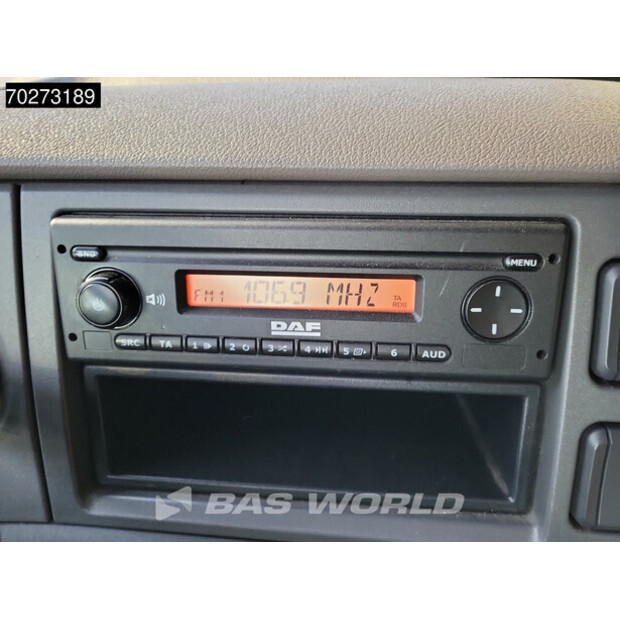 70273189
BND
MENU
FM1 106.9 MHZ TA RDS
DAF
SRC TA 1 2 3 4 5 6 AUD
BAS WORLD